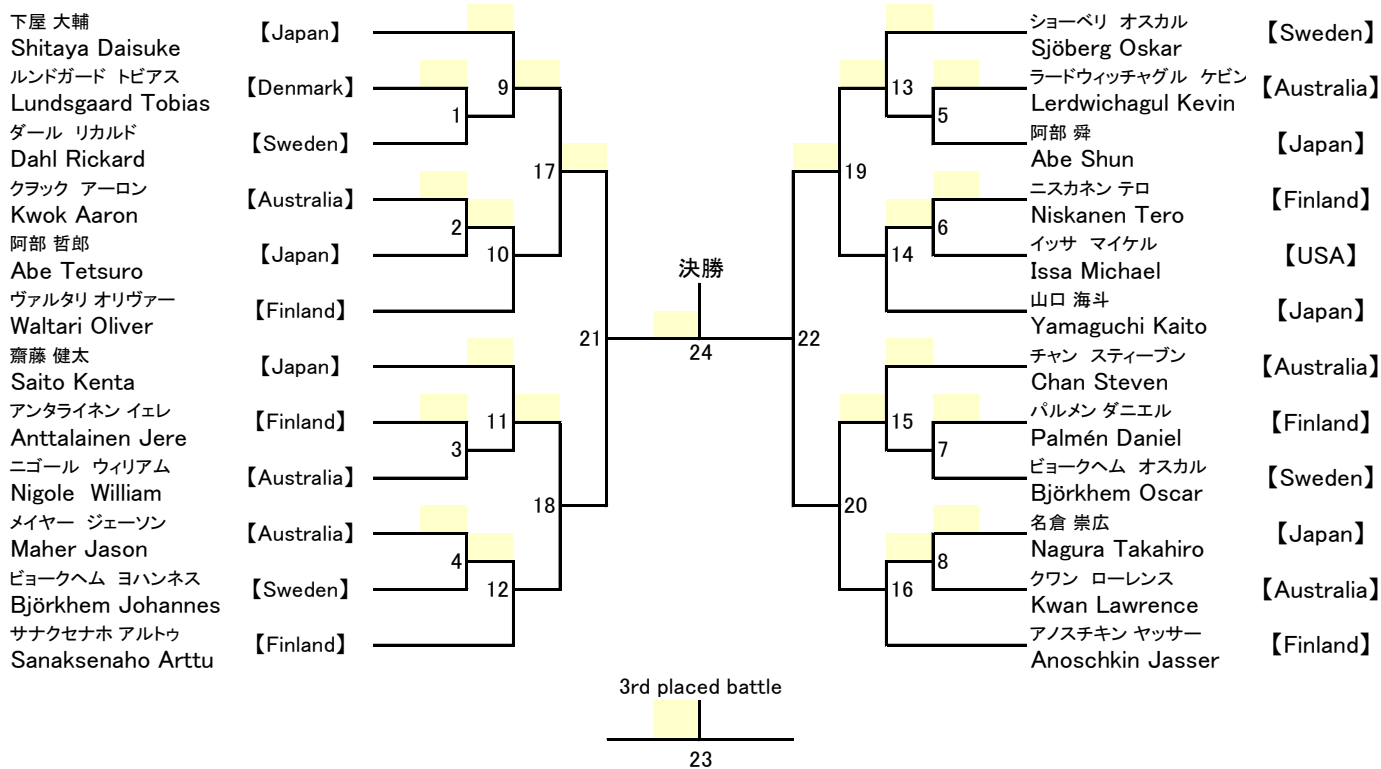 下屋 大輔
Shitaya Daisuke
【Japan】
ルンドガード トビアス
Lundsgaard Tobias
【Denmark】
ダール リカルド
Dahl Rickard
【Sweden】
クヲック アーロン
Kwok Aaron
【Australia】
阿部 哲郎
Abe Tetsuro
【Japan】
ヴァルタリ オリヴァー
Waltari Oliver
【Finland】
齋藤 健太
Saito Kenta
【Japan】
アンタライネン イェレ
Anttalainen Jere
【Finland】
ニゴール ウィリアム
Nigole William
【Australia】
メイヤー ジェーソン
Maher Jason
【Australia】
ビョークヘム ヨハンネス
Björkhem Johannes
【Sweden】
サナクセナホ アルトゥ
Sanaksenaho Arttu
【Finland】
1
2
3
4
9
10
11
12
17
18
21
決勝
24
3rd placed battle
23
22
19
20
13
14
15
16
5
6
7
8
ショーベリ オスカル
Sjöberg Oskar
【Sweden】
ラードウィッチャグル ケビン
Lerdwichagul Kevin
【Australia】
阿部 舜
Abe Shun
【Japan】
ニスカネン テロ
Niskanen Tero
【Finland】
イッサ マイケル
Issa Michael
【USA】
山口 海斗
Yamaguchi Kaito
【Japan】
チャン スティーブン
Chan Steven
【Australia】
パルメン ダニエル
Palmén Daniel
【Finland】
ビョークヘム オスカル
Björkhem Oscar
【Sweden】
名倉 崇広
Nagura Takahiro
【Japan】
クワン ローレンス
Kwan Lawrence
【Australia】
アノスチキン ヤッサー
Anoschkin Jasser
【Finland】